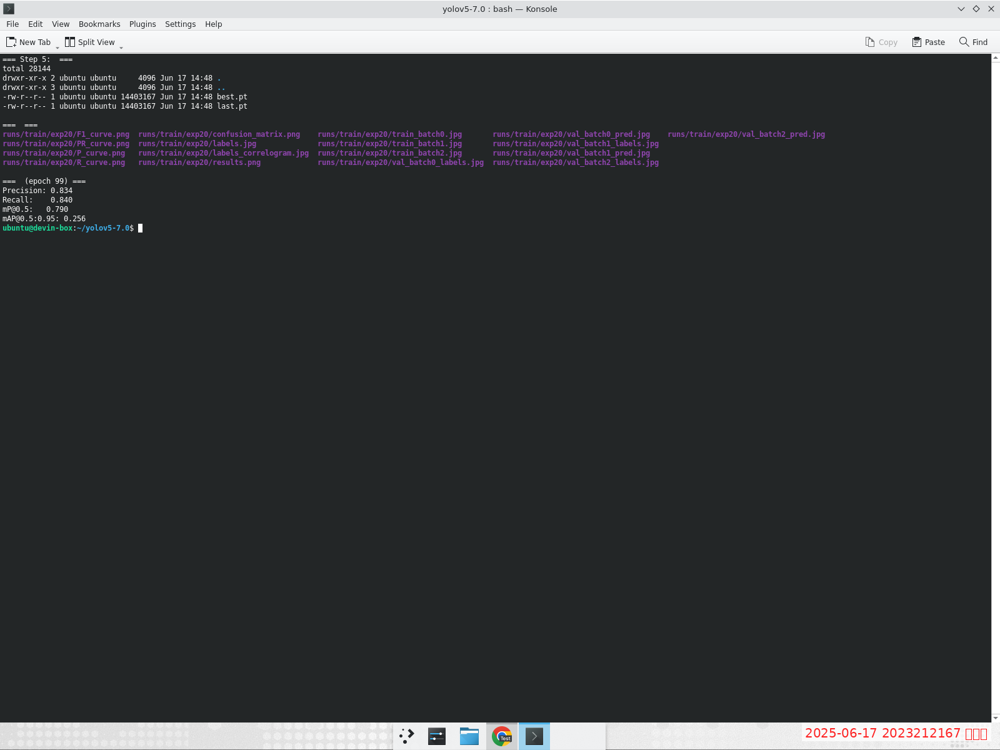 yolov5-7.0 : bash — Konsole
File Edit View Bookmarks Plugins Settings Help
New Tab Split View Copy Paste Find
=== Step 5:  ===
total 28144
drwxr-xr-x 2 ubuntu ubuntu     4096 Jun 17 14:48 .
drwxr-xr-x 3 ubuntu ubuntu     4096 Jun 17 14:48 ..
-rw-r--r-- 1 ubuntu ubuntu 14403167 Jun 17 14:48 best.pt
-rw-r--r-- 1 ubuntu ubuntu 14403167 Jun 17 14:48 last.pt
===  ===
runs/train/exp20/F1_curve.png  runs/train/exp20/confusion_matrix.png    runs/train/exp20/train_batch0.jpg       runs/train/exp20/val_batch0_pred.jpg    runs/train/exp20/val_batch2_pred.jpg
runs/train/exp20/PR_curve.png  runs/train/exp20/labels.jpg              runs/train/exp20/train_batch1.jpg       runs/train/exp20/val_batch1_labels.jpg
runs/train/exp20/P_curve.png   runs/train/exp20/labels_correlogram.jpg  runs/train/exp20/train_batch2.jpg       runs/train/exp20/val_batch1_pred.jpg
runs/train/exp20/R_curve.png   runs/train/exp20/results.png             runs/train/exp20/val_batch0_labels.jpg  runs/train/exp20/val_batch2_labels.jpg
===  (epoch 99) ===
Precision: 0.834
Recall:    0.840
mP@0.5:   0.790
mAP@0.5:0.95: 0.256
ubuntu@devin-box:~/yolov5-7.0$
Test
2025-06-17 2023212167